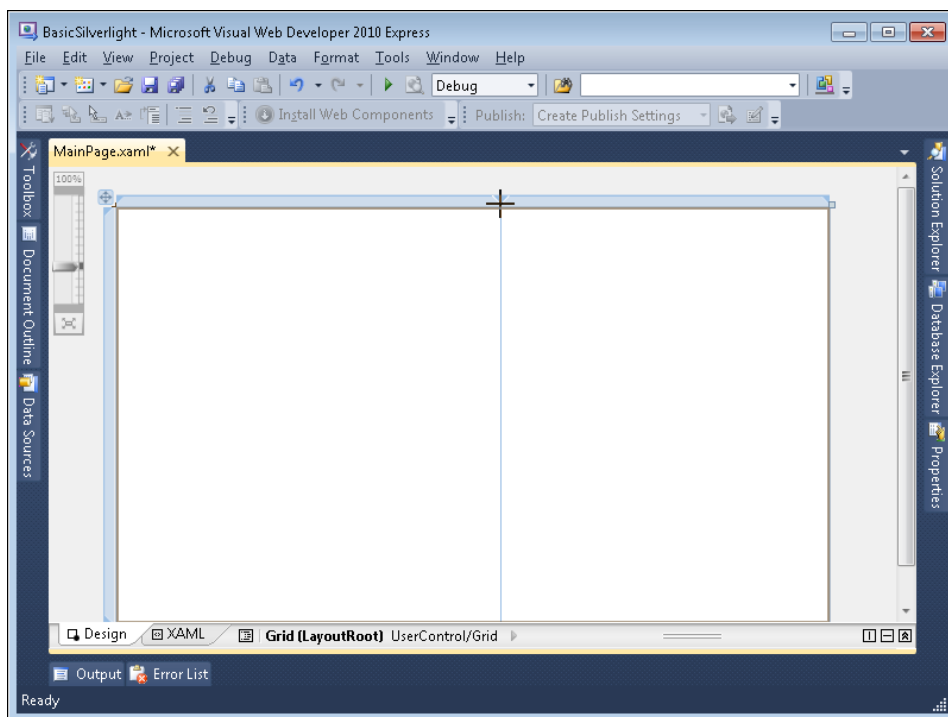 BasicSilverlight - Microsoft Visual Web Developer 2010 Express
File Edit View Project Debug Data Format Tools Window Help
Debug
Install Web Components Publish: Create Publish Settings
MainPage.xaml*
100%
Toolbox
Document Outline
Data Sources
Solution Explorer
Database Explorer
Properties
Design XAML Grid (LayoutRoot) UserControl/Grid
Output Error List
Ready